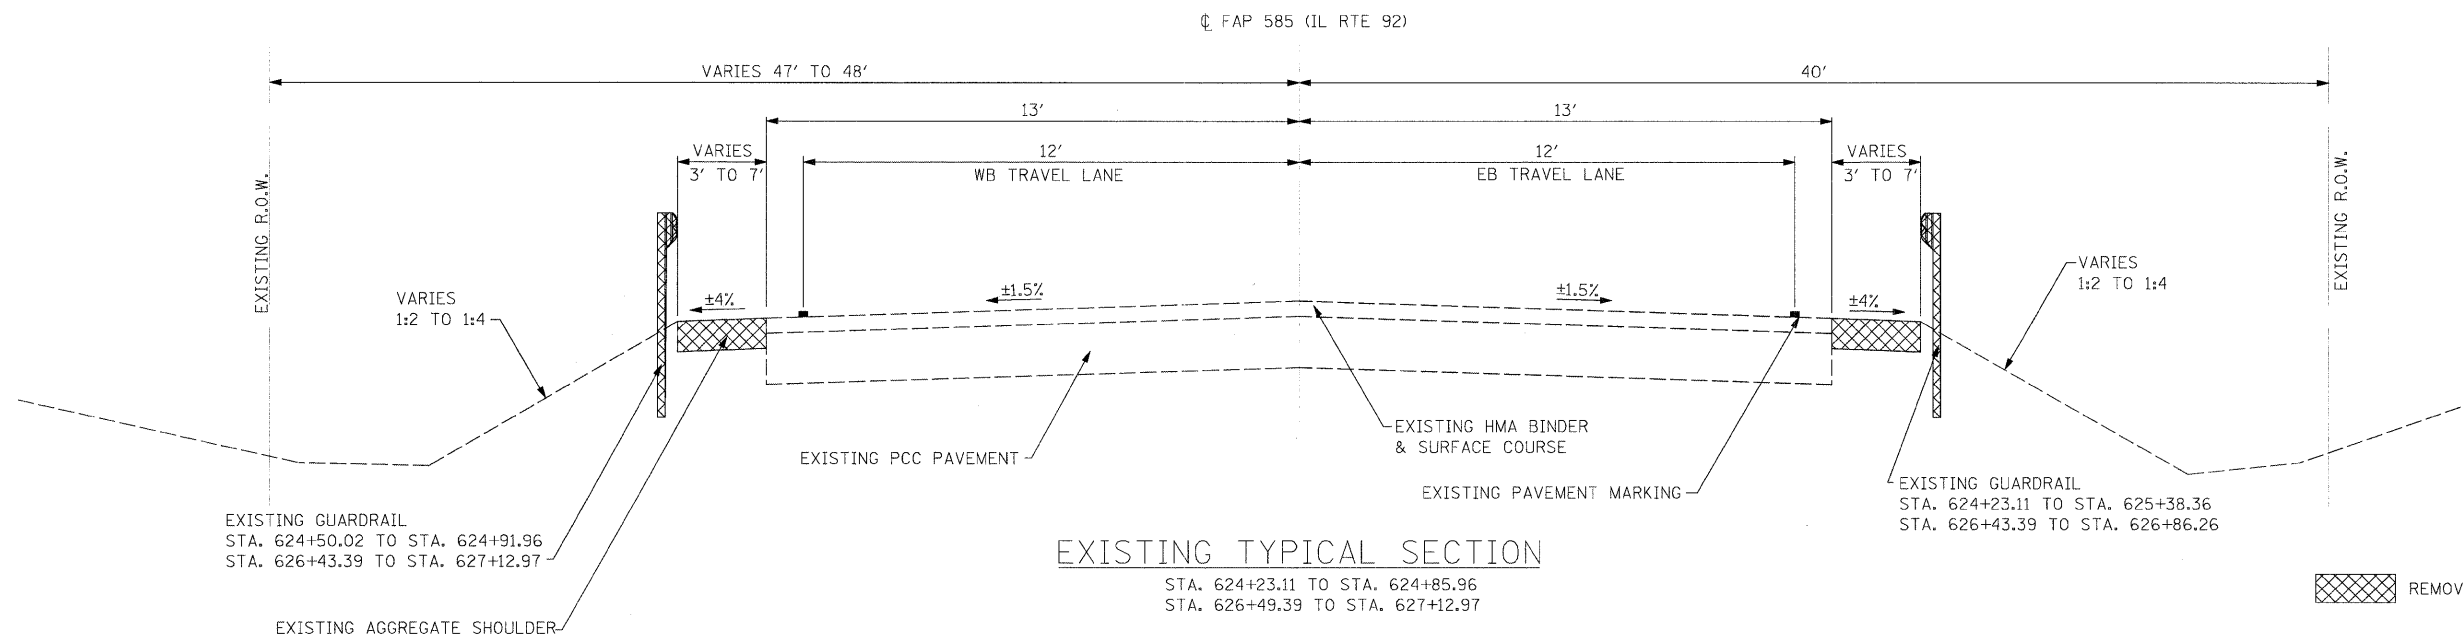 ℄ FAP 585 (IL RTE 92)
VARIES 47' TO 48'
40'
13'
13'
VARIES
3' TO 7'
12'
WB TRAVEL LANE
12'
EB TRAVEL LANE
VARIES
3' TO 7'
EXISTING R.O.W.
EXISTING R.O.W.
VARIES
1:2 TO 1:4
±4%
±1.5%
±1.5%
±4%
VARIES
1:2 TO 1:4
EXISTING HMA BINDER
& SURFACE COURSE
EXISTING PCC PAVEMENT
EXISTING PAVEMENT MARKING
EXISTING GUARDRAIL
STA. 624+23.11 TO STA. 625+38.36
STA. 626+43.39 TO STA. 626+86.26
EXISTING GUARDRAIL
STA. 624+50.02 TO STA. 624+91.96
STA. 626+43.39 TO STA. 627+12.97
EXISTING TYPICAL SECTION
STA. 624+23.11 TO STA. 624+85.96
STA. 626+49.39 TO STA. 627+12.97
REMOV
EXISTING AGGREGATE SHOULDER